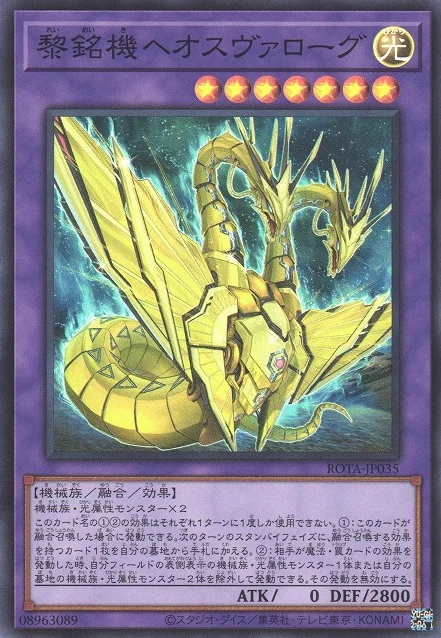 黎銘機ヘオスヴァローグ
光
ROTA-JP035
【機械族／融合／効果】
機械族・光属性モンスター×2
このカード名の①②の効果はそれぞれ1ターンに1度しか使用できない。①：このカードが
融合召喚した場合に発動できる。次のターンのスタンバイフェイズに、融合召喚する効果
を持つカード1枚を自分の墓地から手札に加える。②：相手が魔法・罠カードの効果を
発動した時、自分フィールドの表側表示の機械族・光属性モンスター1体または自分の
墓地の機械族・光属性モンスター2体を除外して発動できる。その発動を無効にする。
ATK/ 0 DEF/2800
08963089
©スタジオ・ダイス／集英社・テレビ東京・KONAMI